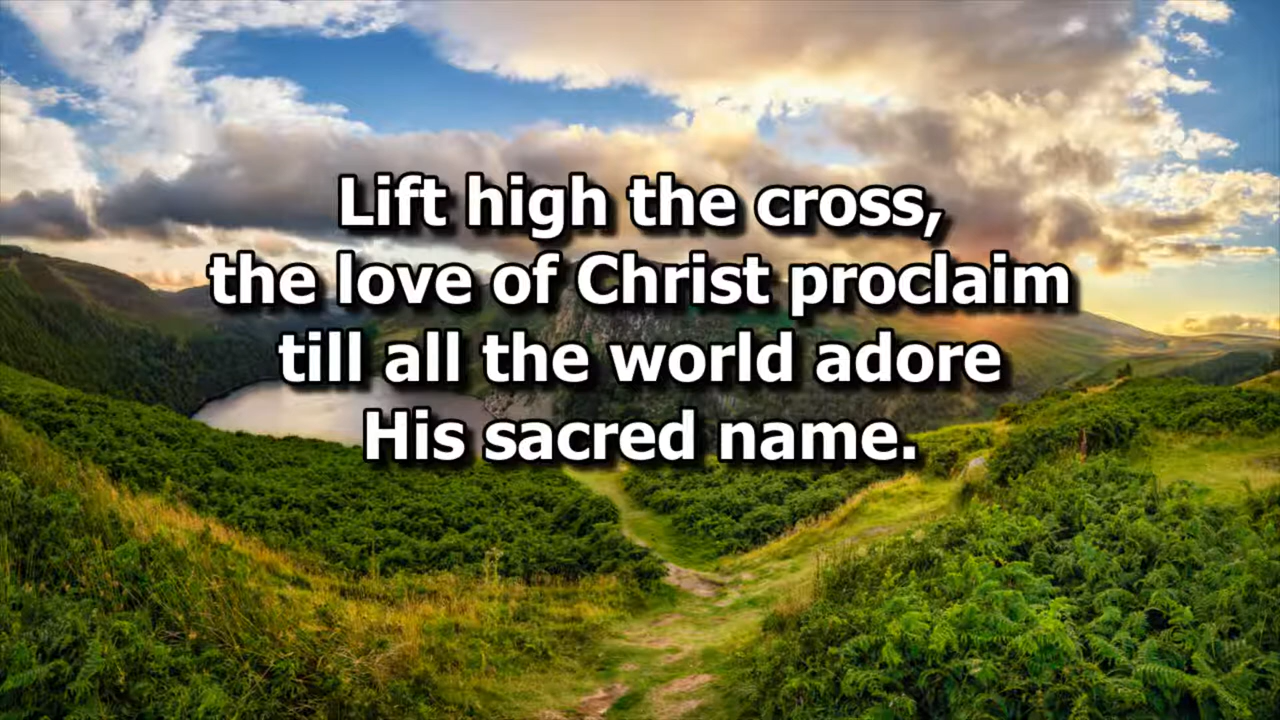 Lift high the cross,
the love of Christ proclaim
till all the world adore
His sacred name.